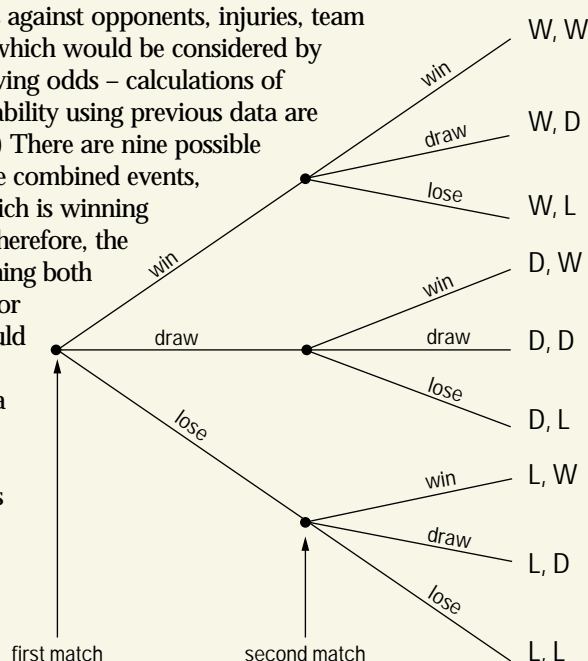 against opponents, injuries, team
which would be considered by
ving odds – calculations of
ability using previous data are
) There are nine possible
e combined events,
ich is winning
herefore, the
ning both
or
uld
a
s
win
draw
lose
win
draw
lose
win
draw
lose
win
draw
lose
W, W
W, D
W, L
D, W
D, D
D, L
L, W
L, D
L, L
first match
second match